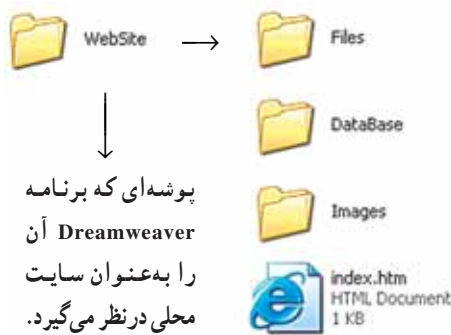 WebSite
Files
DataBase
Images
index.htm
HTML Document
1 KB
پوشه‌ای که برنامه
Dreamweaver آن
را به‌عنوان سایت
محلی درنظر می‌گیرد.